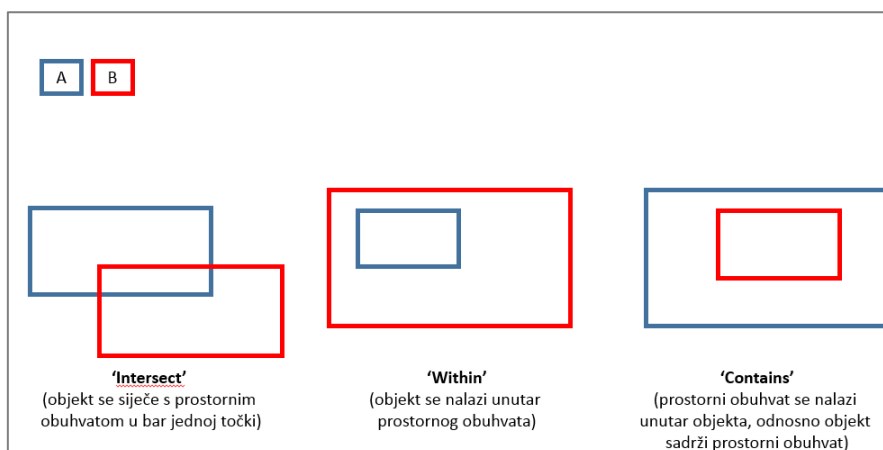 A B
'Intersect'
(objekt se siječe s prostornim
obuhvatom u bar jednoj točki)
'Within'
(objekt se nalazi unutar
prostornog obuhvata)
'Contains'
(prostorni obuhvat se nalazi
unutar objekta, odnosno objekt
sadrži prostorni obuhvat)